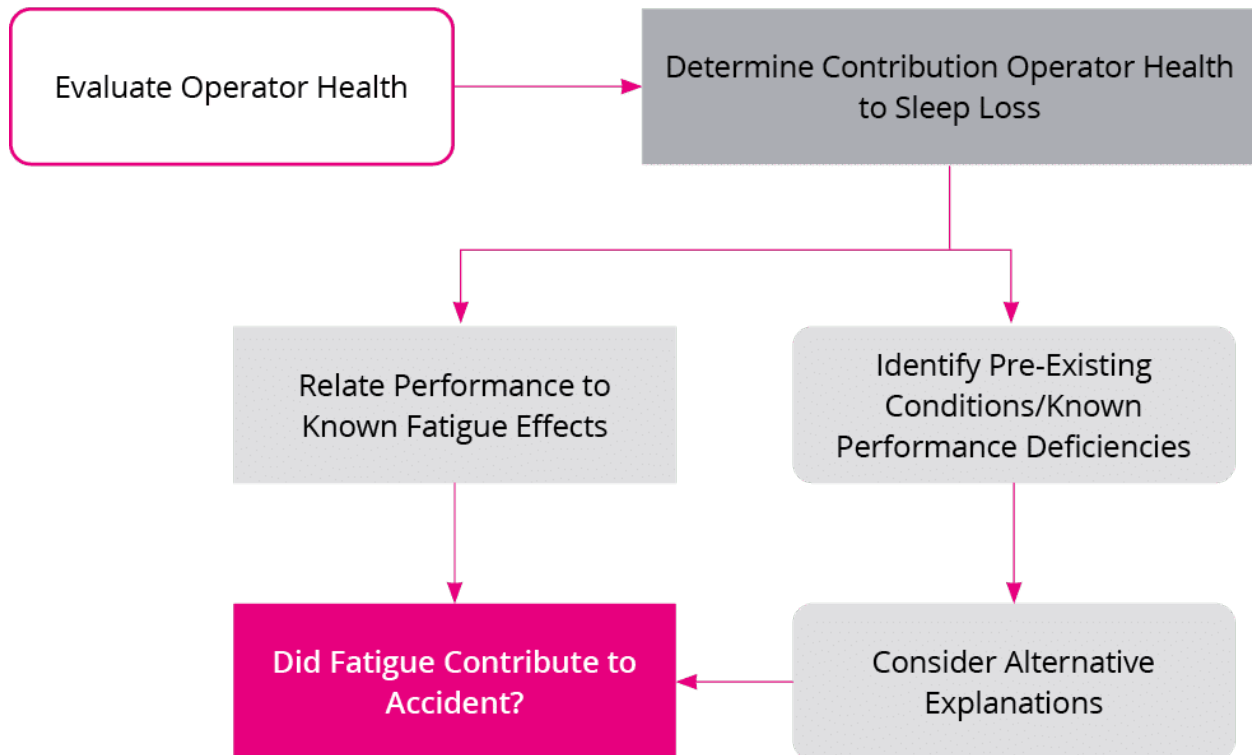 Evaluate Operator Health
Determine Contribution Operator Health
to Sleep Loss
Relate Performance to
Known Fatigue Effects
Identify Pre-Existing
Conditions/Known
Performance Deficiencies
Did Fatigue Contribute to
Accident?
Consider Alternative
Explanations